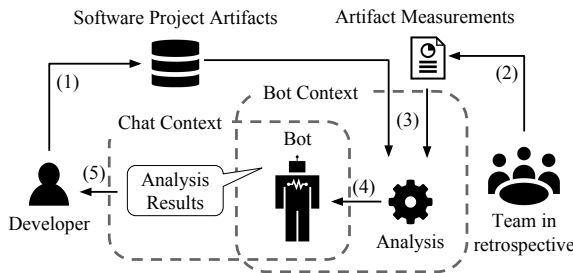 Software Project Artifacts
Artifact Measurements
(1)
(2)
Bot Context
(3)
Chat Context
Bot
(5)
Analysis
Results
(4)
Developer
Analysis
Team in
retrospective